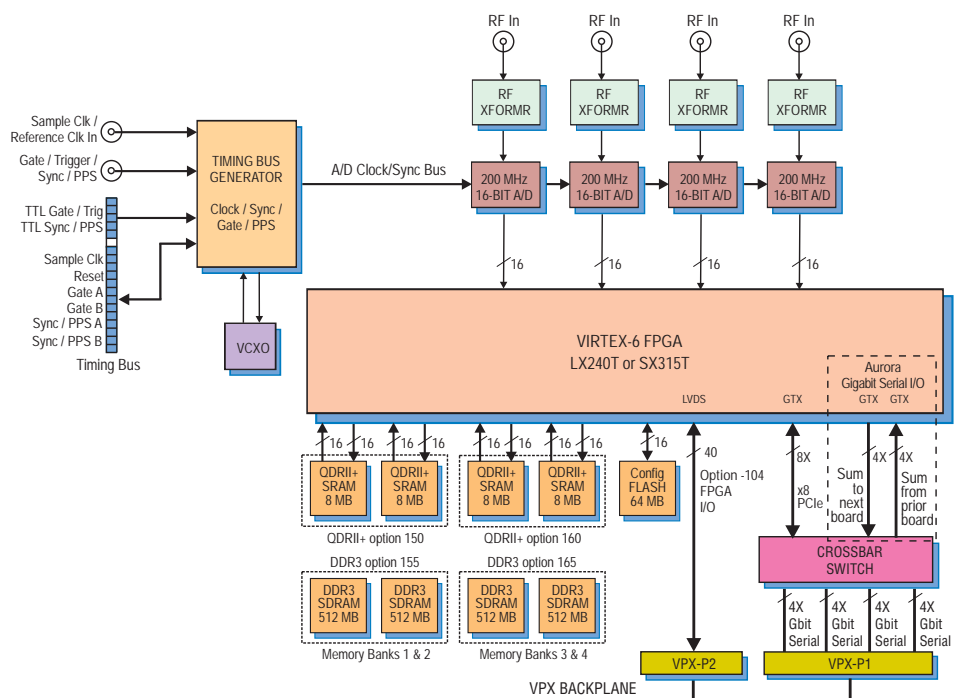 RF In
RF In
RF In
RF In
RF
XFORMR
RF
XFORMR
RF
XFORMR
RF
XFORMR
Sample Clk /
Reference Clk In
Gate / Trigger /
Sync / PPS
TIMING BUS
GENERATOR
Clock / Sync /
Gate / PPS
A/D Clock/Sync Bus
200 MHz
16-BIT A/D
200 MHz
16-BIT A/D
200 MHz
16-BIT A/D
200 MHz
16-BIT A/D
TTL Gate / Trig
TTL Sync / PPS
Sample Clk
Reset
Gate A
Gate B
Sync / PPS A
Sync / PPS B
Timing Bus
VCXO
16
16
16
16
VIRTEX-6 FPGA
LX240T or SX315T
LVDS
GTX
Aurora
Gigabit Serial I/O
GTX
GTX
16
16
16
16
16
16
16
16
16
40
8X
4X
4X
QDRII+
SRAM
8 MB
QDRII+
SRAM
8 MB
QDRII+
SRAM
8 MB
QDRII+
SRAM
8 MB
Config
FLASH
64 MB
Option -104
FPGA
I/O
x8
PCIe
Sum
to
next
board
Sum
from
prior
board
QDRII+ option 150
QDRII+ option 160
DDR3 option 155
DDR3 option 165
DDR3
SDRAM
512 MB
DDR3
SDRAM
512 MB
DDR3
SDRAM
512 MB
DDR3
SDRAM
512 MB
Memory Banks 1 & 2
Memory Banks 3 & 4
CROSSBAR
SWITCH
4X
Gbit
Serial
4X
Gbit
Serial
4X
Gbit
Serial
4X
Gbit
Serial
VPX-P2
VPX-P1
VPX BACKPLANE